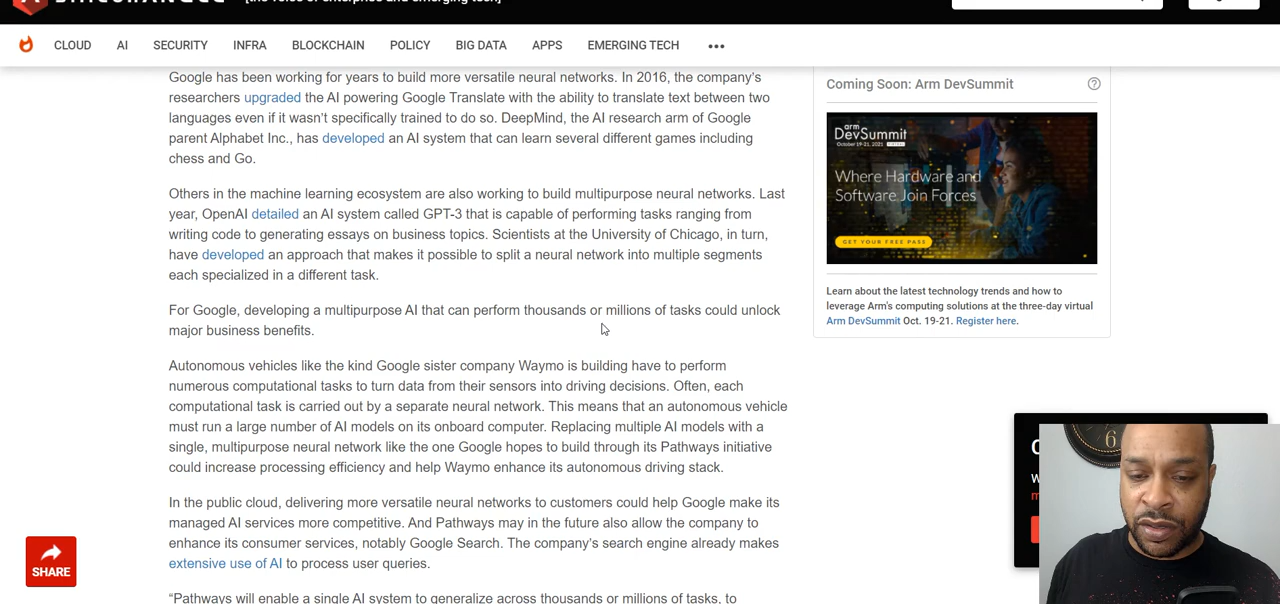 [the voice of enterprise and emerging tech]
CLOUD AI SECURITY INFRA BLOCKCHAIN POLICY BIG DATA APPS EMERGING TECH •••
Google has been working for years to build more versatile neural networks. In 2016, the company's
researchers upgraded the AI powering Google Translate with the ability to translate text between two
languages even if it wasn't specifically trained to do so. DeepMind, the AI research arm of Google
parent Alphabet Inc., has developed an AI system that can learn several different games including
chess and Go.
Others in the machine learning ecosystem are also working to build multipurpose neural networks. Last
year, OpenAI detailed an AI system called GPT-3 that is capable of performing tasks ranging from
writing code to generating essays on business topics. Scientists at the University of Chicago, in turn,
have developed an approach that makes it possible to split a neural network into multiple segments
each specialized in a different task.
For Google, developing a multipurpose AI that can perform thousands or millions of tasks could unlock
major business benefits.
Autonomous vehicles like the kind Google sister company Waymo is building have to perform
numerous computational tasks to turn data from their sensors into driving decisions. Often, each
computational task is carried out by a separate neural network. This means that an autonomous vehicle
must run a large number of AI models on its onboard computer. Replacing multiple AI models with a
single, multipurpose neural network like the one Google hopes to build through its Pathways initiative
could increase processing efficiency and help Waymo enhance its autonomous driving stack.
In the public cloud, delivering more versatile neural networks to customers could help Google make its
managed AI services more competitive. And Pathways may in the future also allow the company to
enhance its consumer services, notably Google Search. The company's search engine already makes
extensive use of AI to process user queries.
“Pathways will enable a single AI system to generalize across thousands or millions of tasks, to
SHARE
Coming Soon: Arm DevSummit
arm
DevSummit
October 19-21, 2021
Where Hardware and
Software Join Forces
GET YOUR FREE PASS
Learn about the latest technology trends and how to
leverage Arm's computing solutions at the three-day virtual
Arm DevSummit Oct. 19-21. Register here.
6